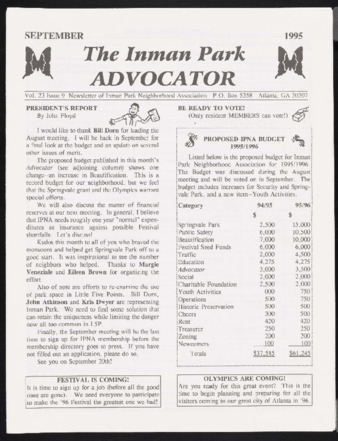 SEPTEMBER
1995
The Inman Park
ADVOCATOR
Vol. 23 Issue 9 Newsletter of Inman Park Neighborhood Association P.O. Box 5358 Atlanta, GA 30307
PRESIDENT'S REPORT
By John Floyd
I would like to thank Bill Dorn for leading the
August meeting. I will be back in September for
a final look at the budget and an update on several
other issues of merit.
The proposed budget published in this month's
Advocator (see adjoining column) shows one
change- an increase in Beautification. This is a
record budget for our neighborhood, but we feel
that the Springvale grant and the Olympics warrant
special efforts.
We will also discuss the matter of financial
reserves at our next meeting. In general, I believe
that IPNA needs roughly one year "normal" expen-
ditures as insurance against possible Festival
shortfalls. Let's discuss!
Kudos this month to all of you who braved the
monsoon and helped get Springvale Park off to a
good start. It was inspirational to see the number
of neighbors who helped. Thanks to Margie
Veneziale and Eileen Brown for organizing the
effort.
Also of note are efforts to re-examine the use
of park space in Little Five Points. Bill Dorn,
John Atkinson and Kris Dwyer are representing
Inman Park. We need to find some solution that
can retain the uniqueness while limiting the danger
now all too common in L5P.
Finally, the September meeting will be the last
time to sign up for IPNA membership before the
membership directory goes to print. If you have
not filled out an application, please do so.
See you on September 20th!
FESTIVAL IS COMING!
It is time to sign up for a job (before all the good
ones are gone). We need everyone to participate
to make the '96 Festival the greatest one we had!
BE READY TO VOTE!
(Only resident MEMBERS can vote!)
PROPOSED IPNA BUDGET
1995/1996
Listed below is the proposed budget for Inman
Park Neighborhood Association for 1995/1996.
The Budget was discussed during the August
meeting and will be voted on in September. The
budget includes increases for Security and Spring-
vale Park, and a new item--Youth Activities.
Category 94/95 95/96
$ $
Springvale Park 2,500 15,000
Public Safety 6,000 10,500
Beautification 7,000 10,000
Festival Seed Funds 6,000 6,000
Traffic 2,000 4,500
Education 4,275 4,275
Advocator 3,000 3,500
Social 2,000 2,000
Charitable Foundation 2,500 2,000
Youth Activities 000 750
Operations 500 750
Historic Preservation 500 500
Cheers 300 500
Rent 420 420
Treasurer 250 250
Zoning 200 200
Newcomers 100 100
Totals $37,545 $61,245
OLYMPICS ARE COMING!
Are you ready for this great event? This is the
time to begin planning and preparing for all the
visitors coming to our great city of Atlanta in '96.